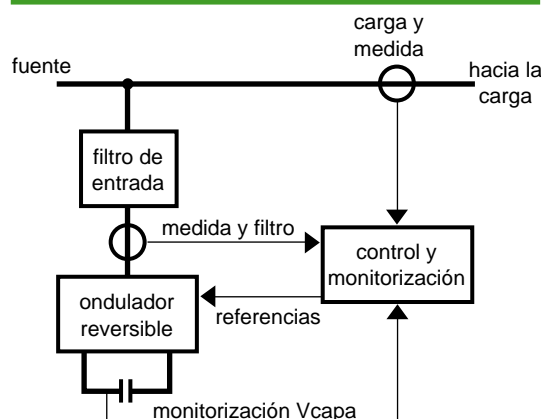 carga y
medida
fuente
hacia la
carga
filtro de
entrada
medida y filtro
control y
monitorización
ondulador
reversible
referencias
monitorización Vcapa